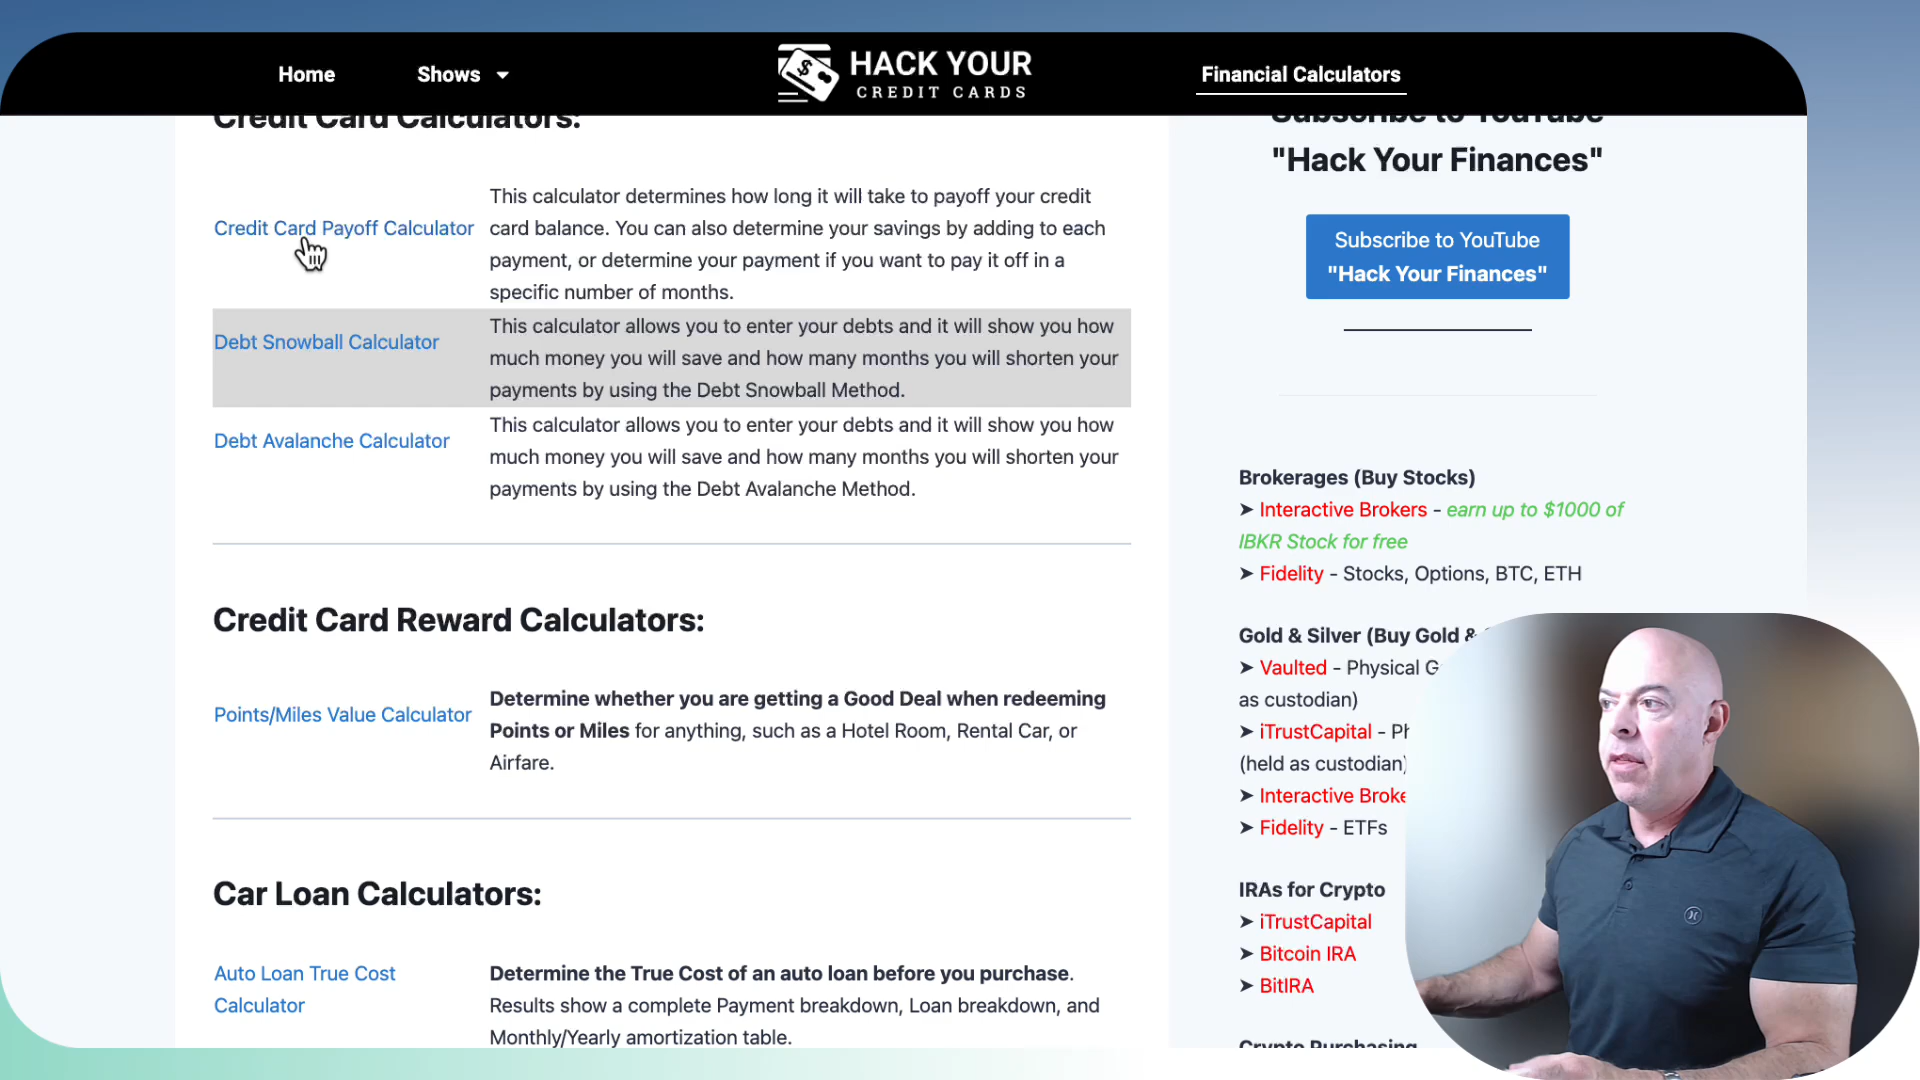 Home
Shows
HACK YOUR
CREDIT CARDS
Financial Calculators
Credit Card Calculators:
Credit Card Payoff Calculator
This calculator determines how long it will take to payoff your credit
card balance. You can also determine your savings by adding to each
payment, or determine your payment if you want to pay it off in a
specific number of months.
Debt Snowball Calculator
This calculator allows you to enter your debts and it will show you how
much money you will save and how many months you will shorten your
payments by using the Debt Snowball Method.
Debt Avalanche Calculator
This calculator allows you to enter your debts and it will show you how
much money you will save and how many months you will shorten your
payments by using the Debt Avalanche Method.
Credit Card Reward Calculators:
Points/Miles Value Calculator
Determine whether you are getting a Good Deal when redeeming
Points or Miles for anything, such as a Hotel Room, Rental Car, or
Airfare.
Car Loan Calculators:
Auto Loan True Cost
Calculator
Determine the True Cost of an auto loan before you purchase.
Results show a complete Payment breakdown, Loan breakdown, and
Monthly/Yearly amortization table.
Subscribe to YouTube
"Hack Your Finances"
Subscribe to YouTube
"Hack Your Finances"
Brokerages (Buy Stocks)
➤ Interactive Brokers - earn up to $1000 of
IBKR Stock for free
➤ Fidelity - Stocks, Options, BTC, ETH
Gold & Silver (Buy Gold &
➤ Vaulted - Physical
as custodian)
➤ iTrustCapital -
(held as custodian)
➤ Interactive
➤ Fidelity - ETFs
IRAs for Crypto
➤ iTrustCapital
➤ Bitcoin IRA
➤ BitIRA
Crypto Purchasing